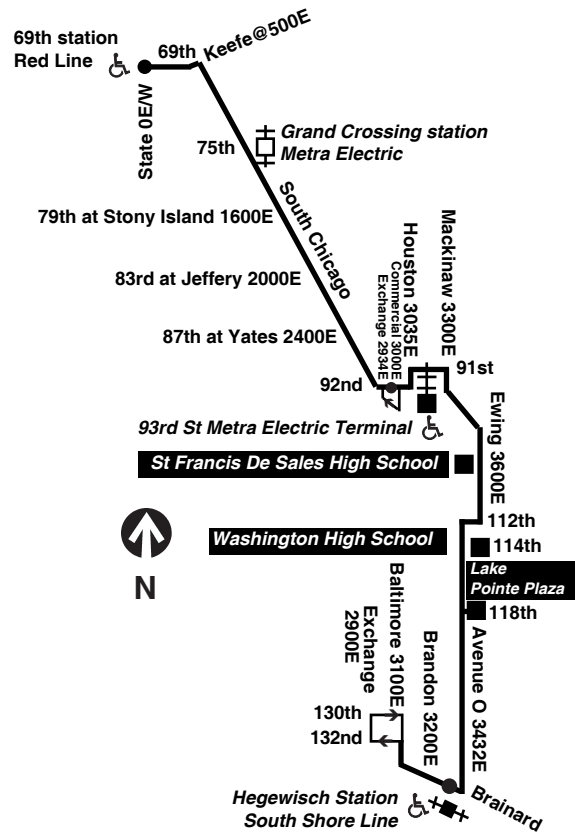 69th station
Red Line
69th
Keefe@500E
State 0E/W
75th
Grand Crossing station
Metra Electric
South Chicago
79th at Stony Island 1600E
83rd at Jeffery 2000E
87th at Yates 2400E
92nd
Exchange 2934E
Commercial 3000E
Houston 3035E
Mackinaw 3300E
91st
93rd St Metra Electric Terminal
Ewing 3600E
St Francis De Sales High School
112th
Washington High School
114th
Lake
Pointe Plaza
118th
N
Exchange
2900E
Baltimore 3100E
Brandon 3200E
Avenue O 3432E
130th
132nd
Brainard
Hegewisch Station
South Shore Line